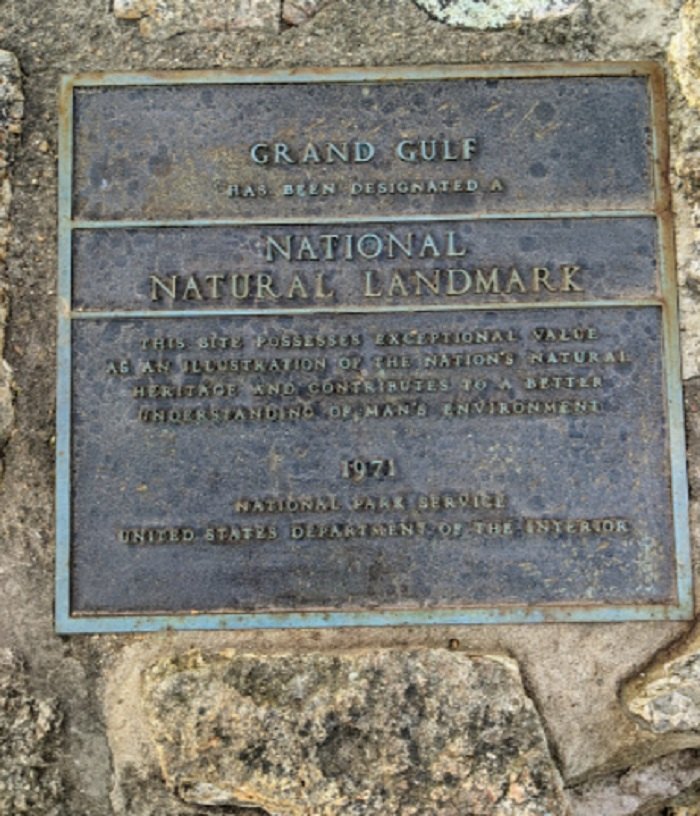 GRAND GULF
HAS BEEN DESIGNATED A
NATIONAL
NATURAL LANDMARK
THIS SITE POSSESSES EXCEPTIONAL VALUE
AS AN ILLUSTRATION OF THE NATION'S NATURAL
HERITAGE AND CONTRIBUTES TO A BETTER
UNDERSTANDING OF MAN'S ENVIRONMENT
1971
NATIONAL PARK SERVICE
UNITED STATES DEPARTMENT OF THE INTERIOR